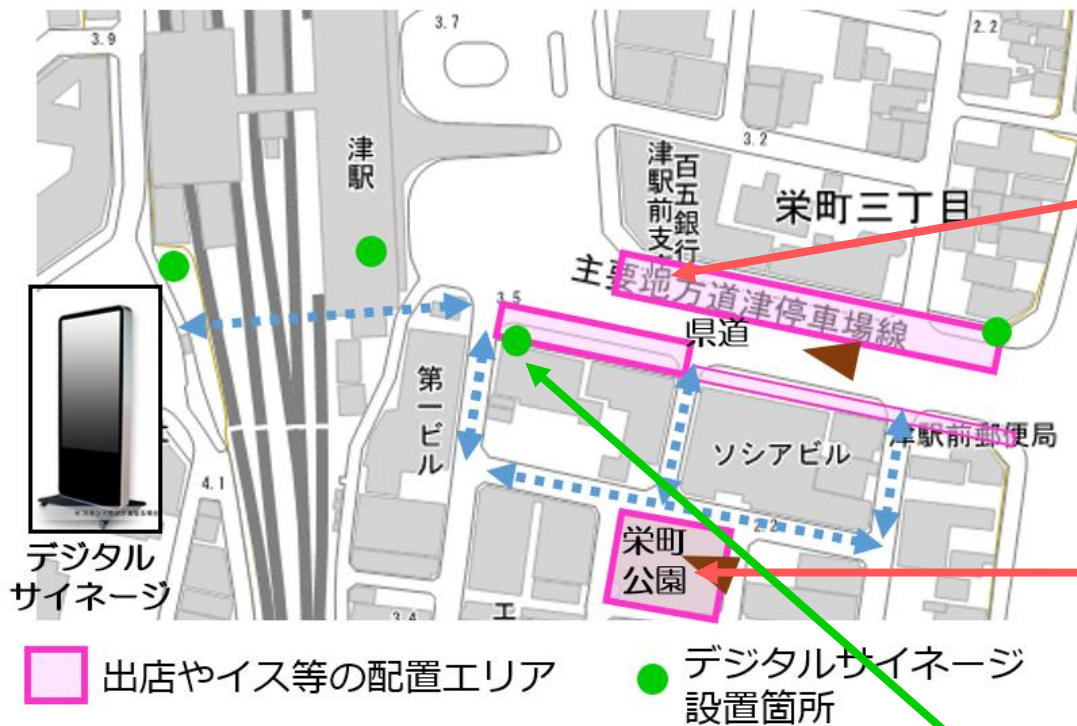 3.9
3.7
2.2
3.2
津駅
百五銀行
津駅前支
栄町三丁目
主要地方道津停車場線
3.5
県道
第一ビル
ソシアビル
津駅前郵便局
4.1
2.2
栄町
公園
3.4
エ
デジタル
サイネージ
出店やイス等の配置エリア
デジタルサイネージ
設置箇所